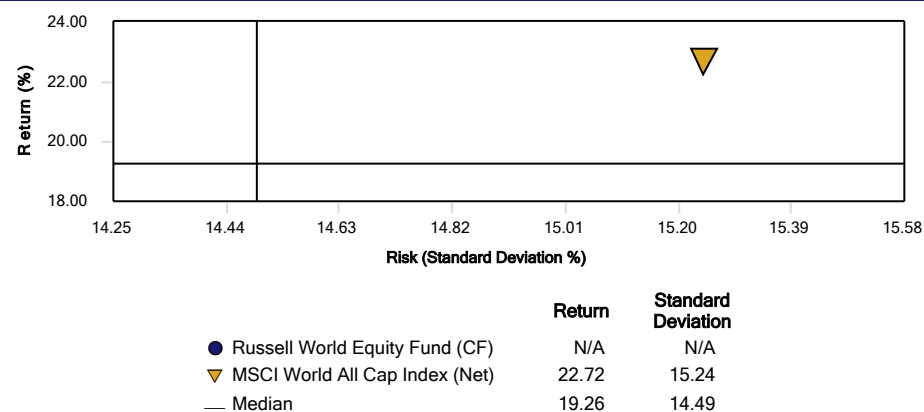 24.00
22.00
20.00
18.00
Return (%)
14.25 14.44 14.63 14.82 15.01 15.20 15.39 15.58
Risk (Standard Deviation %)
Return Standard Deviation
Russell World Equity Fund (CF) N/A N/A
MSCI World All Cap Index (Net) 22.72 15.24
Median 19.26 14.49